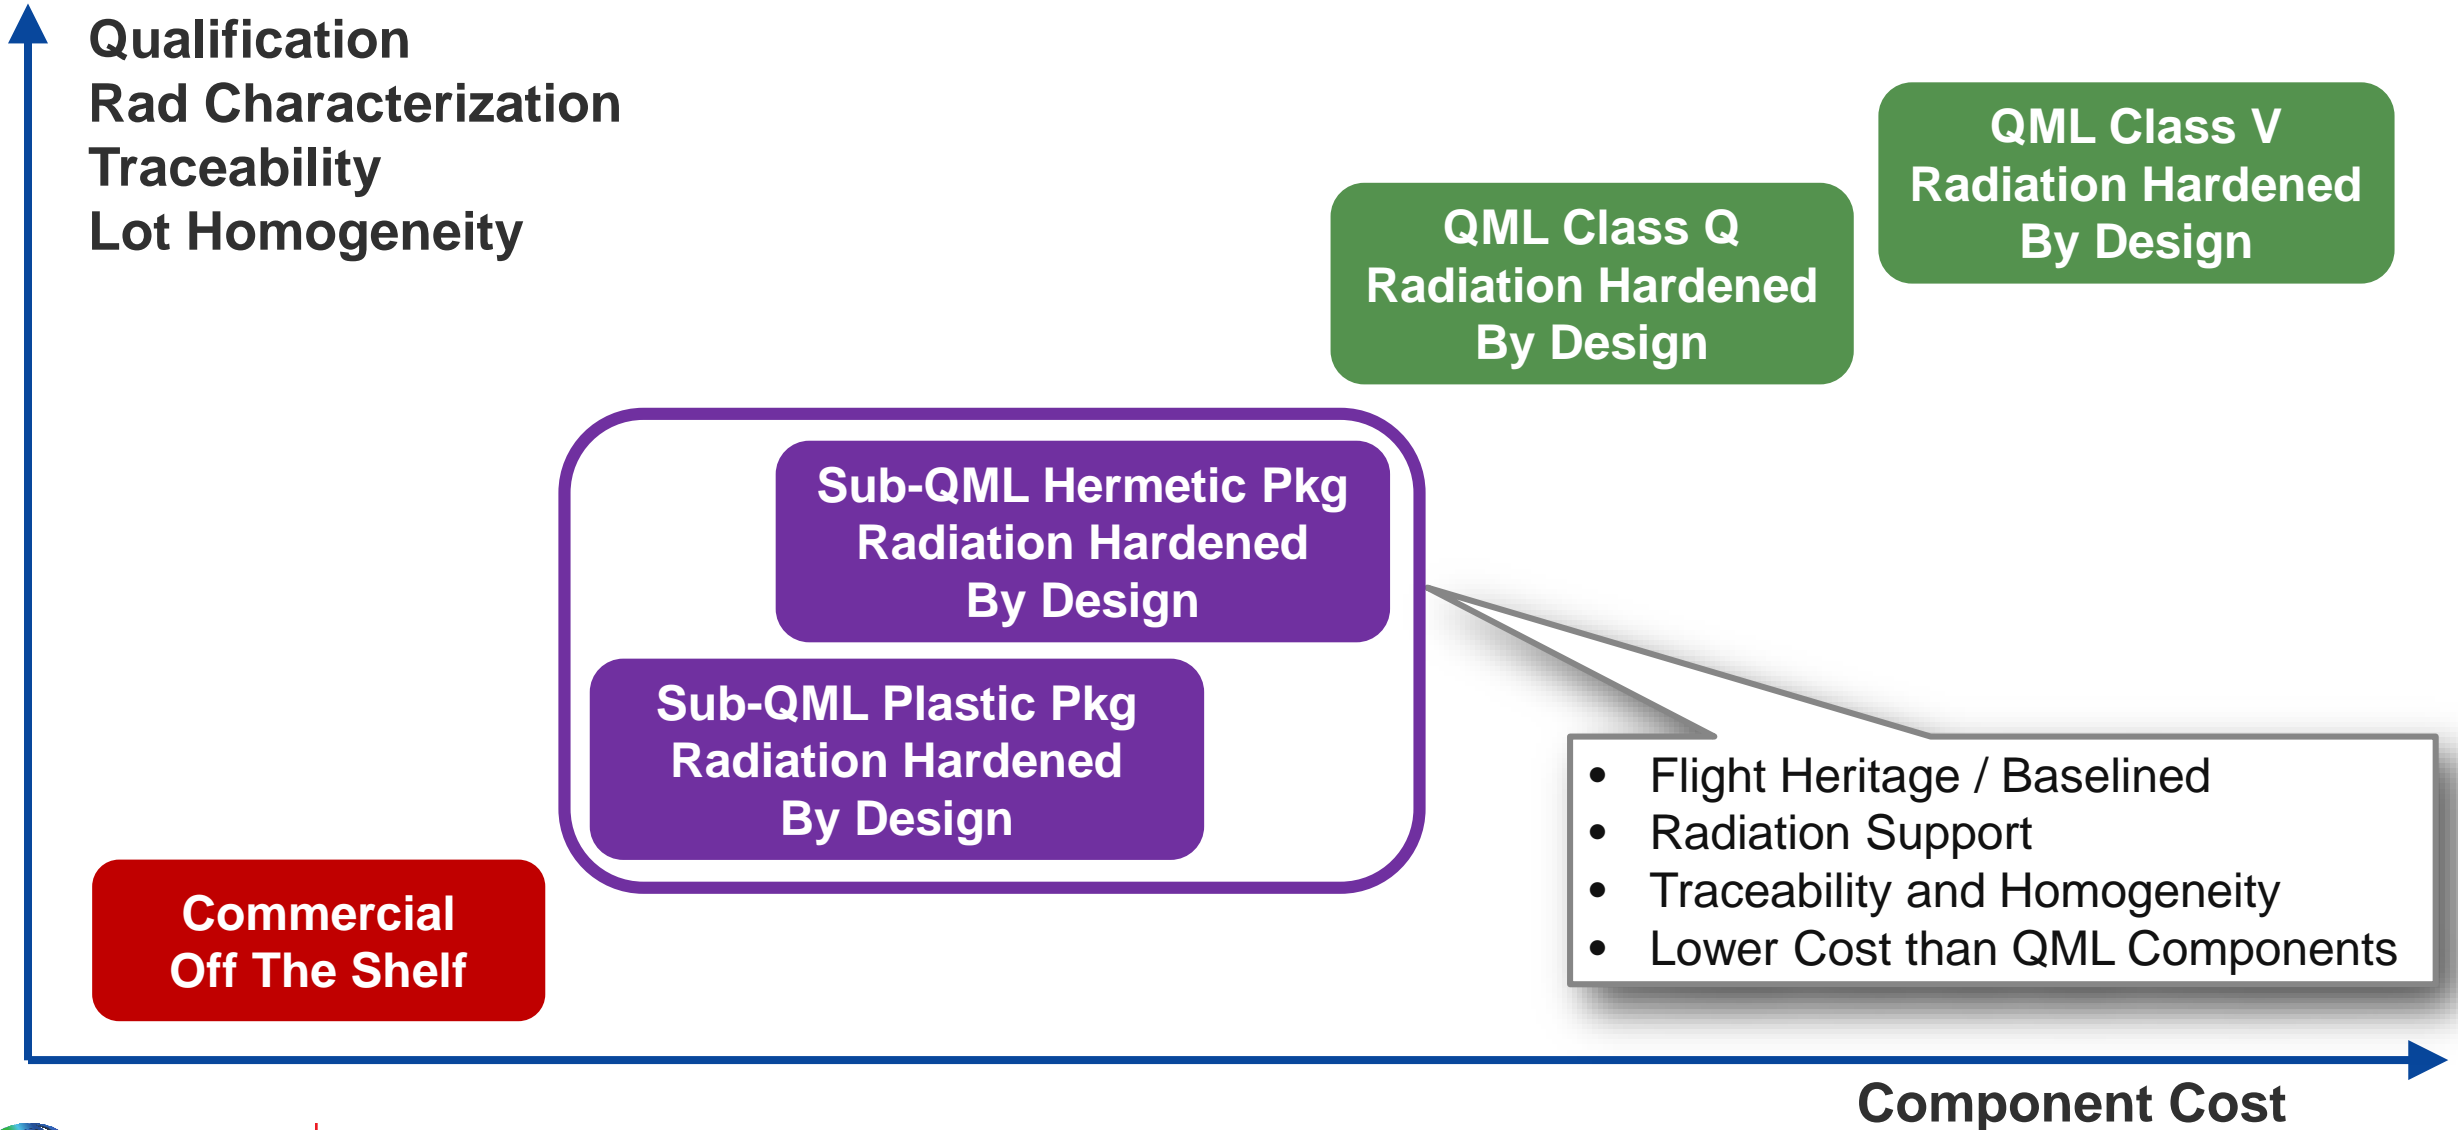 Qualification
Rad Characterization
Traceability
Lot Homogeneity
QML Class V
Radiation Hardened
By Design
QML Class Q
Radiation Hardened
By Design
Sub-QML Hermetic Pkg
Radiation Hardened
By Design
Sub-QML Plastic Pkg
Radiation Hardened
By Design
• Flight Heritage / Baselined
• Radiation Support
• Traceability and Homogeneity
• Lower Cost than QML Components
Commercial
Off The Shelf
Component Cost